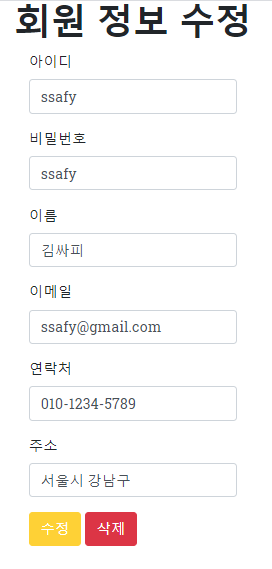 회원 정보 수정
아이디
ssafy
비밀번호
ssafy
이름
김싸피
이메일
ssafy@gmail.com
연락처
010-1234-5789
주소
서울시 강남구
수정 삭제